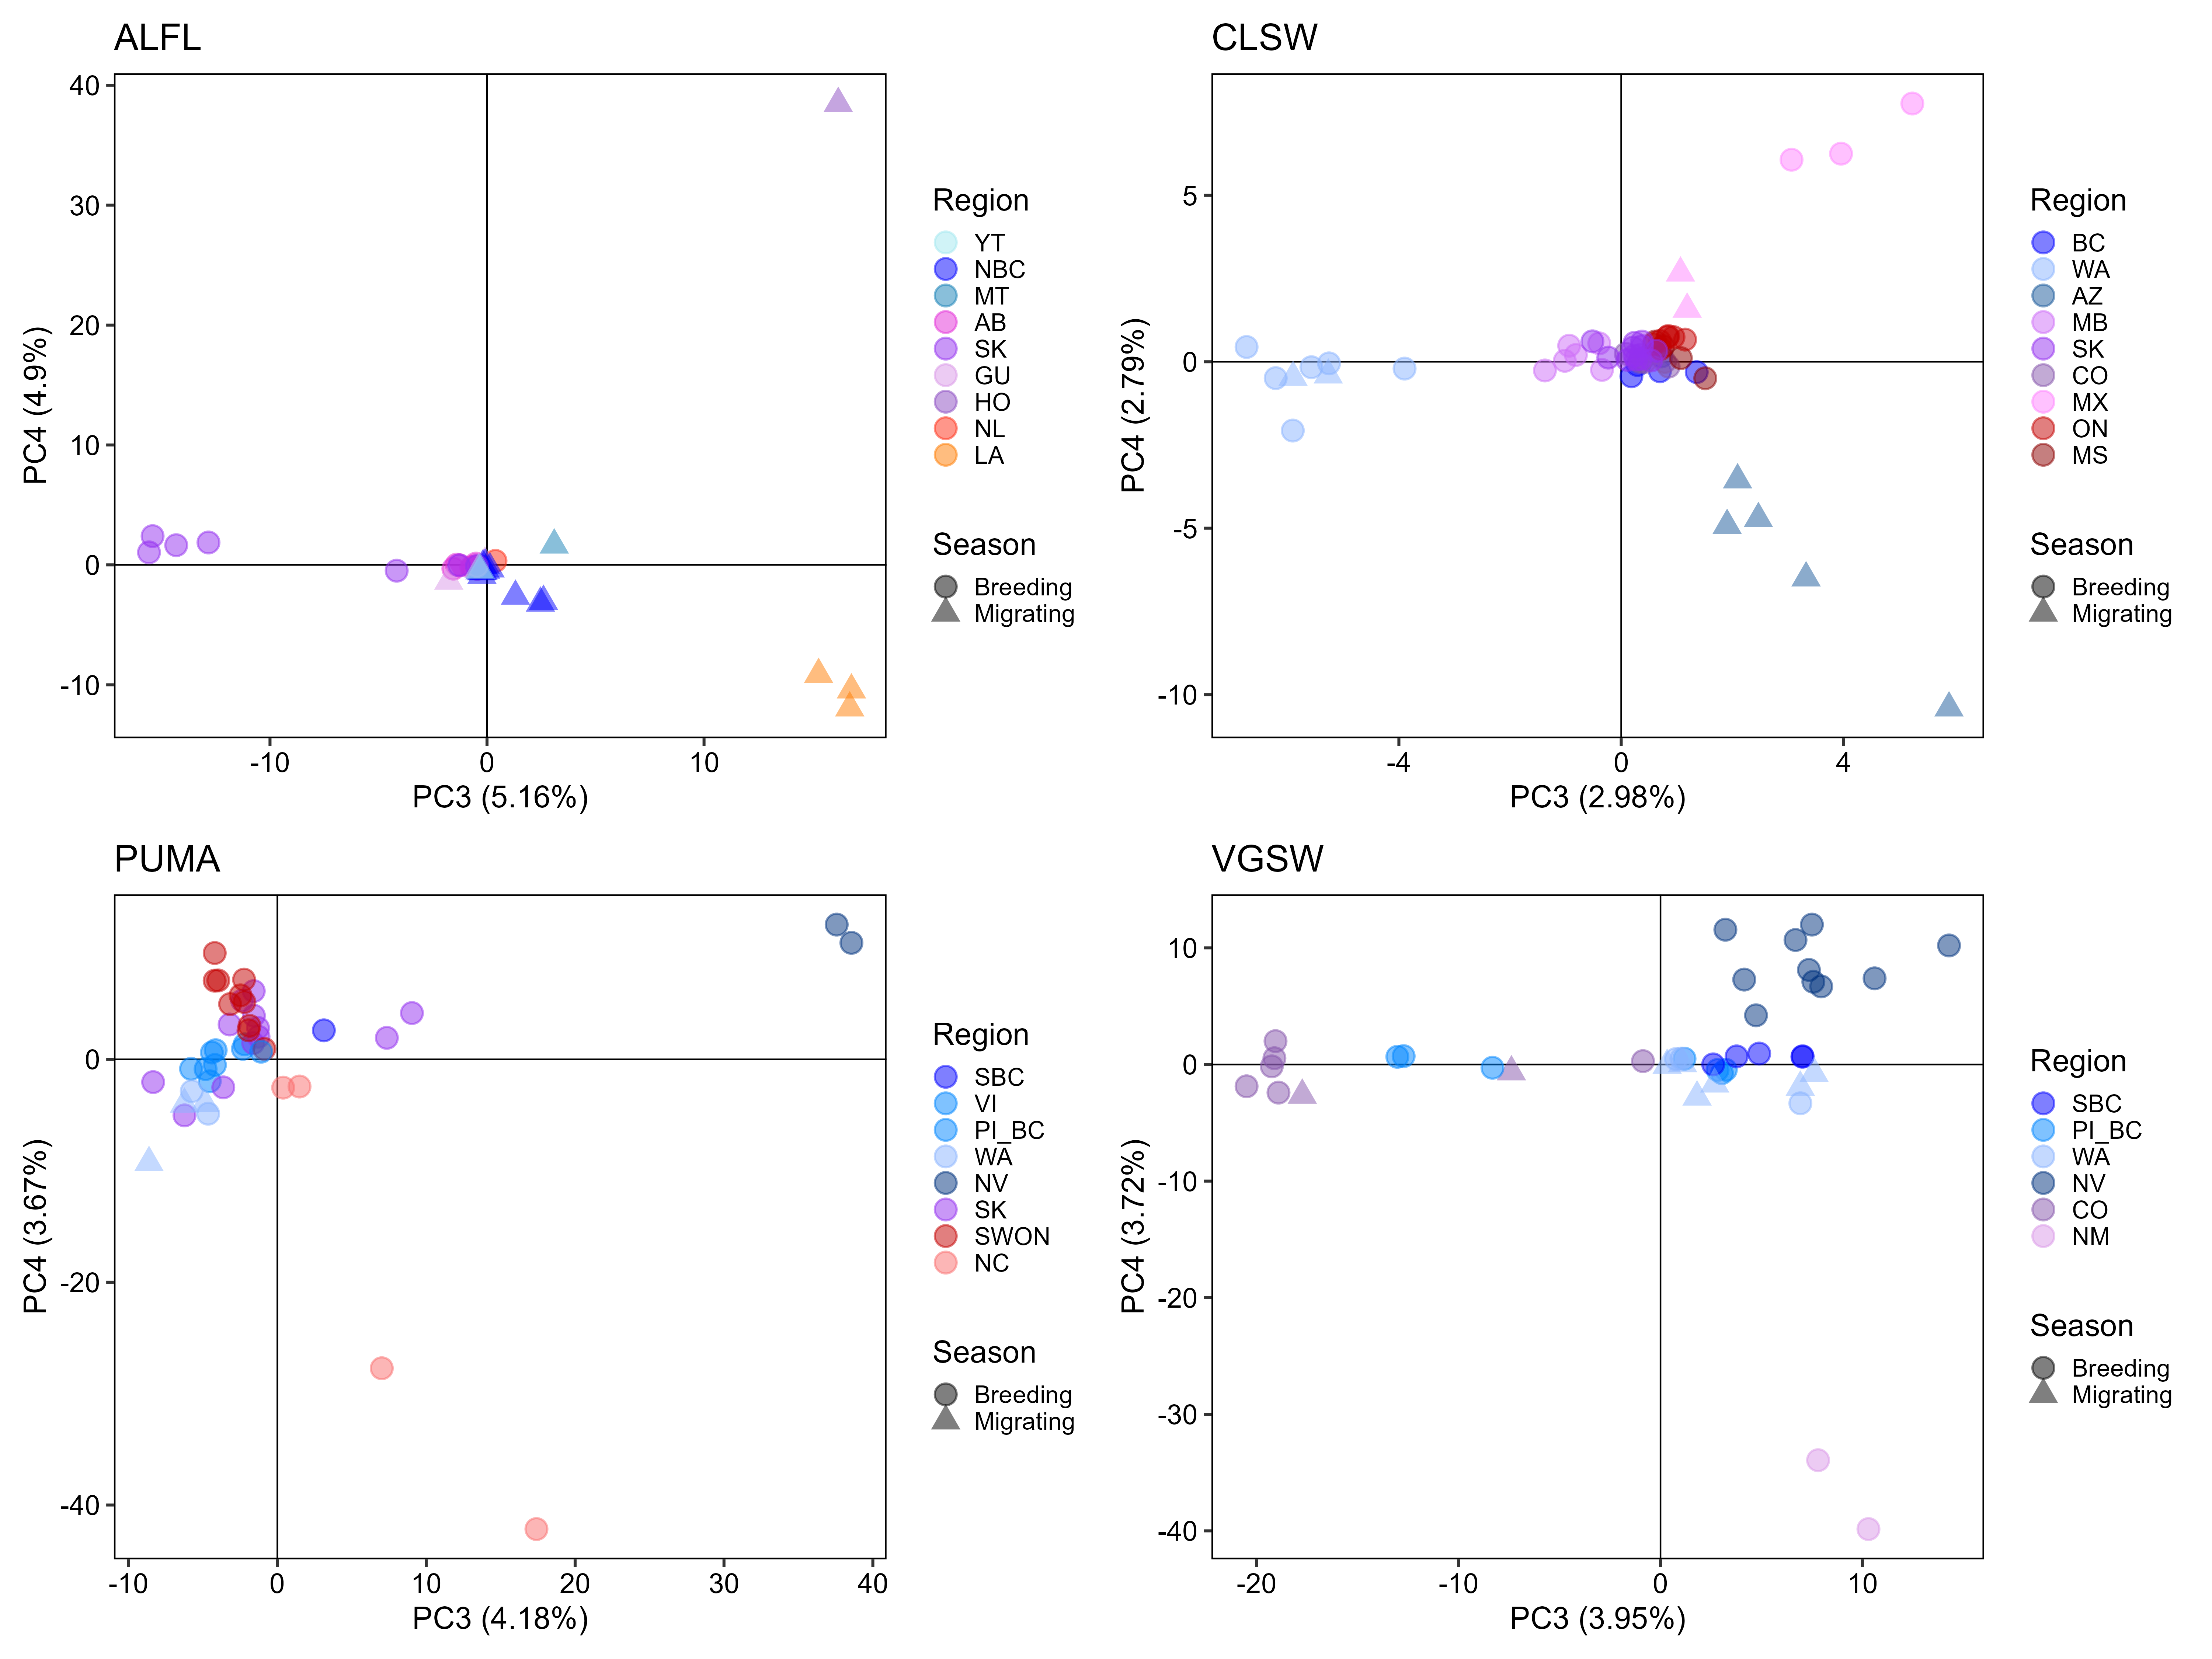 ALFL
40
30
20
10
0
-10
PC4 (4.9%)
-10 0 10
PC3 (5.16%)
Region
YT
NBC
MT
AB
SK
GU
HO
NL
LA
Season
Breeding
Migrating
CLSW
5
0
-5
-10
PC4 (2.79%)
-4 0 4
PC3 (2.98%)
Region
BC
WA
AZ
MB
SK
CO
MX
ON
MS
Season
Breeding
Migrating
PUMA
0
-20
-40
PC4 (3.67%)
-10 0 10 20 30 40
PC3 (4.18%)
Region
SBC
VI
PI_BC
WA
NV
SK
SWON
NC
Season
Breeding
Migrating
VGSW
10
0
-10
-20
-30
-40
PC4 (3.72%)
-20 -10 0 10
PC3 (3.95%)
Region
SBC
PI_BC
WA
NV
CO
NM
Season
Breeding
Migrating